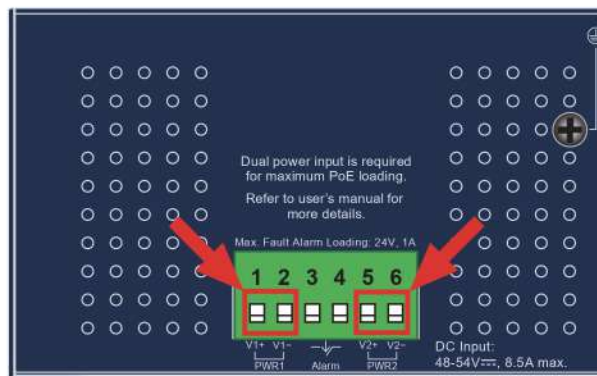 Dual power input is required
for maximum PoE loading.
Refer to user's manual for
more details.
Max. Fault Alarm Loading: 24V, 1A
1 2 3 4 5 6
V1+ V1− V2+ V2−
PWR1 Alarm PWR2
DC Input:
48-54V⎓, 8.5A max.